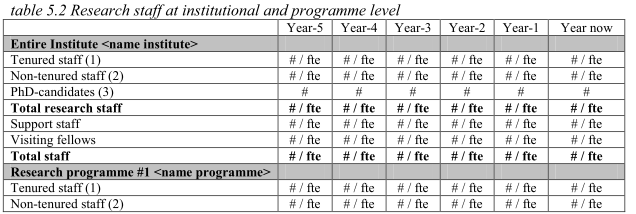 table 5.2 Research staff at institutional and programme level
Year-5 Year-4 Year-3 Year-2 Year-1 Year now
Entire Institute <name institute>
Tenured staff (1) # / fte # / fte # / fte # / fte # / fte # / fte
Non-tenured staff (2) # / fte # / fte # / fte # / fte # / fte # / fte
PhD-candidates (3) # # # # # #
Total research staff # / fte # / fte # / fte # / fte # / fte # / fte
Support staff # / fte # / fte # / fte # / fte # / fte # / fte
Visiting fellows # / fte # / fte # / fte # / fte # / fte # / fte
Total staff # / fte # / fte # / fte # / fte # / fte # / fte
Research programme #1 <name programme>
Tenured staff (1) # / fte # / fte # / fte # / fte # / fte # / fte
Non-tenured staff (2) # / fte # / fte # / fte # / fte # / fte # / fte